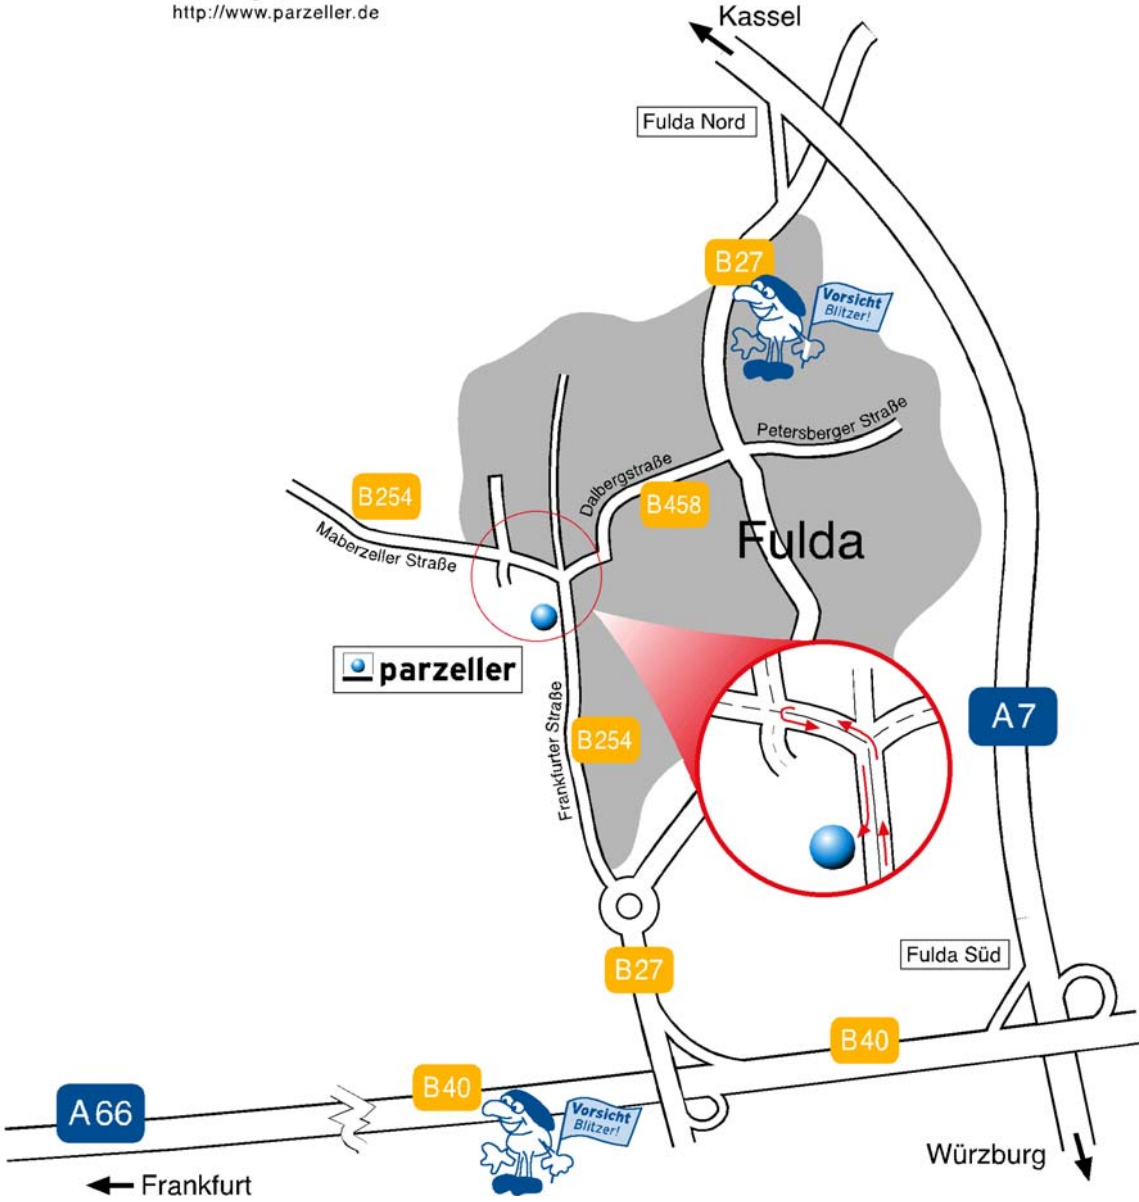 http://www.parzeller.de
Kassel
Fulda Nord
B27
Vorsicht
Blitzer!
Petersberger Straße
Dalbergstraße
B254
B458
Maberzeller Straße
Fulda
parzeller
Frankfurter Straße
B254
A7
Fulda Süd
B27
B40
B40
A66
Vorsicht
Blitzer!
Würzburg
Frankfurt